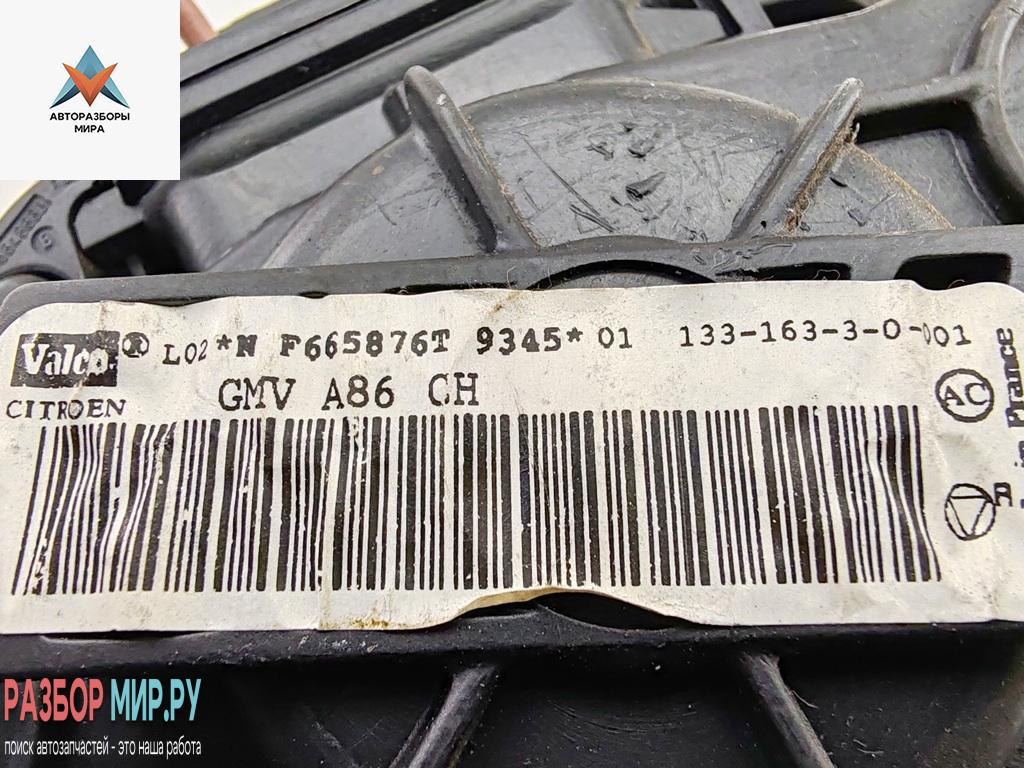 АВТОРАЗБОРЫ
МИРА
Valeo® L02 *N F665876T 9345* 01 133-163-3-0-001
CITROEN GMV A86 CH
AC
in France
РАЗБОР МИР.РУ
поиск автозапчастей - это наша работа